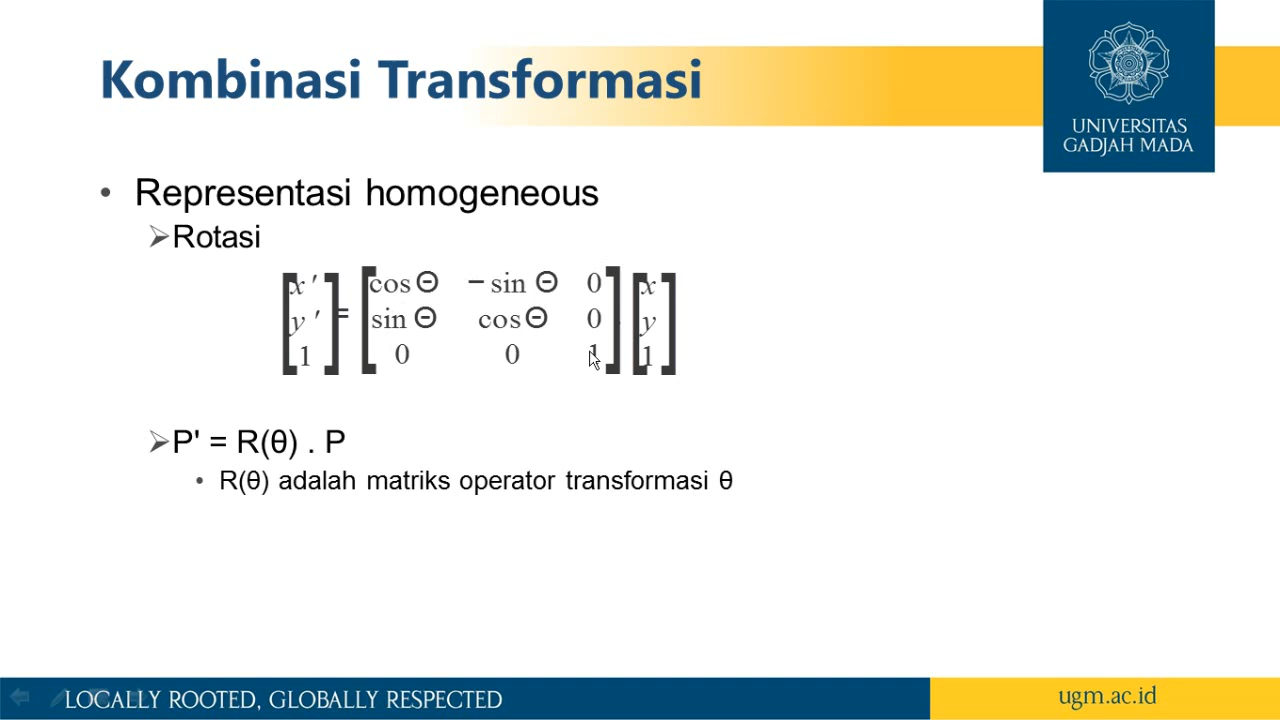 Kombinasi Transformasi
UNIVERSITAS
GADJAH MADA
• Representasi homogeneous
➢Rotasi
[x′ y′ 1] = [cos Θ − sin Θ 0
sin Θ cos Θ 0
0 0 1] . [x y 1]
➢P' = R(θ) . P
• R(θ) adalah matriks operator transformasi θ
LOCALLY ROOTED, GLOBALLY RESPECTED
ugm.ac.id